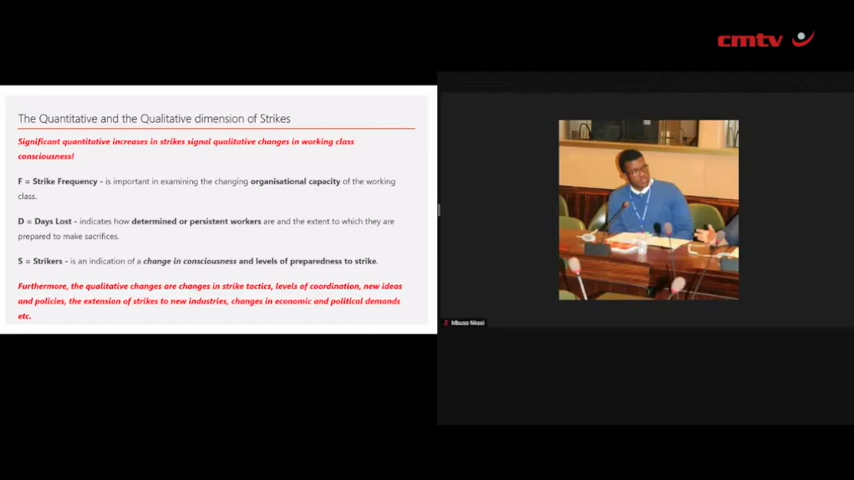 cmtv
The Quantitative and the Qualitative dimension of Strikes
Significant quantitative increases in strikes signal qualitative changes in working class
consciousness!
F = Strike Frequency - is important in examining the changing organisational capacity of the working
class.
D = Days Lost - indicates how determined or persistent workers are and the extent to which they are
prepared to make sacrifices.
S = Strikers - is an indication of a change in consciousness and levels of preparedness to strike.
Furthermore, the qualitative changes are changes in strike tactics, levels of coordination, new ideas
and policies, the extension of strikes to new industries, changes in economic and political demands
etc.
Mbuso Nkosi